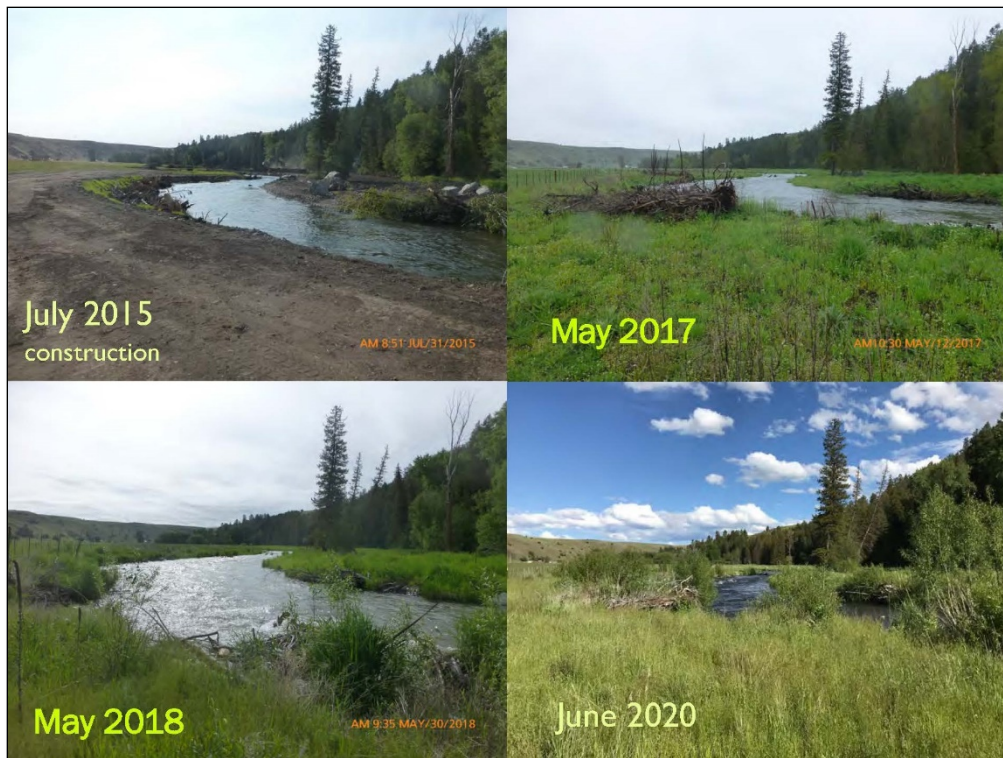 July 2015
construction
AM 8:51 JUL/31/2015
May 2017
AM10:30 MAY/12/2017
May 2018
AM 9:35 MAY/30/2018
June 2020